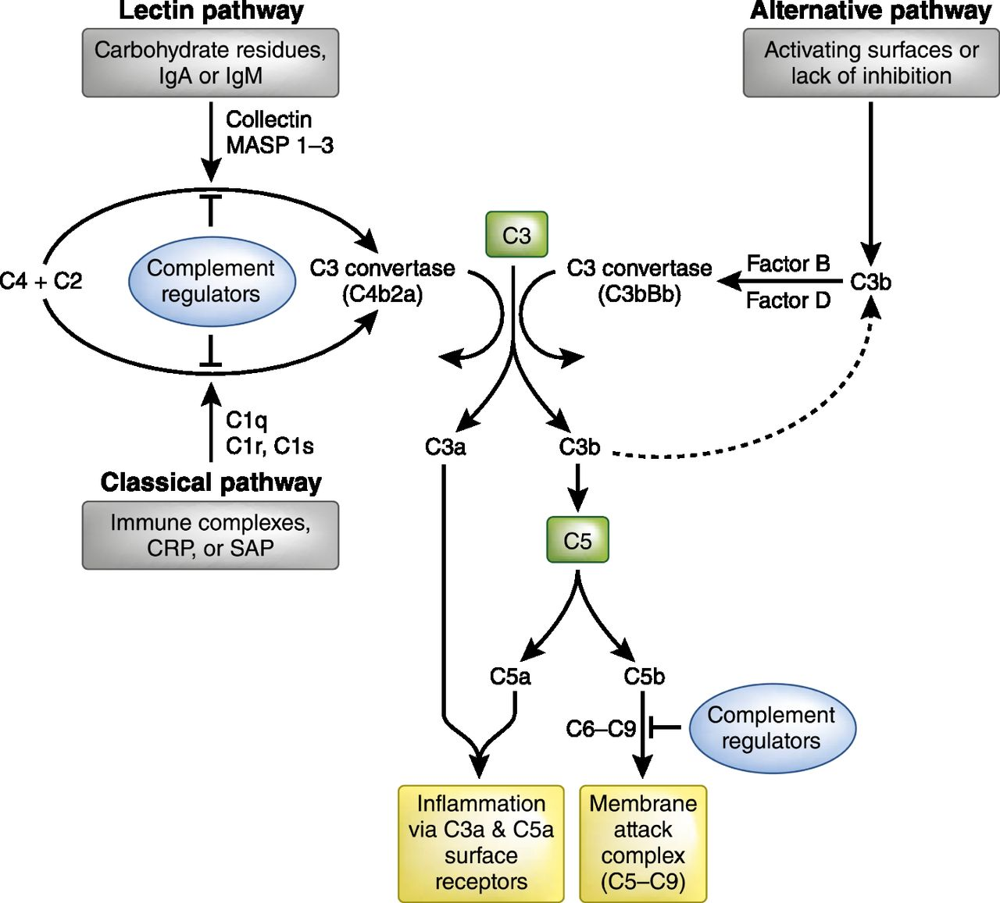 Lectin pathway
Carbohydrate residues,
IgA or IgM
Collectin
MASP 1–3
Alternative pathway
Activating surfaces or
lack of inhibition
C4 + C2
Complement
regulators
C3 convertase
(C4b2a)
C3
C3 convertase
(C3bBb)
Factor B
Factor D
C3b
C1q
C1r, C1s
Classical pathway
Immune complexes,
CRP, or SAP
C3a
C3b
C5
C5a
C5b
C6–C9
Complement
regulators
Inflammation
via C3a & C5a
surface
receptors
Membrane
attack
complex
(C5–C9)